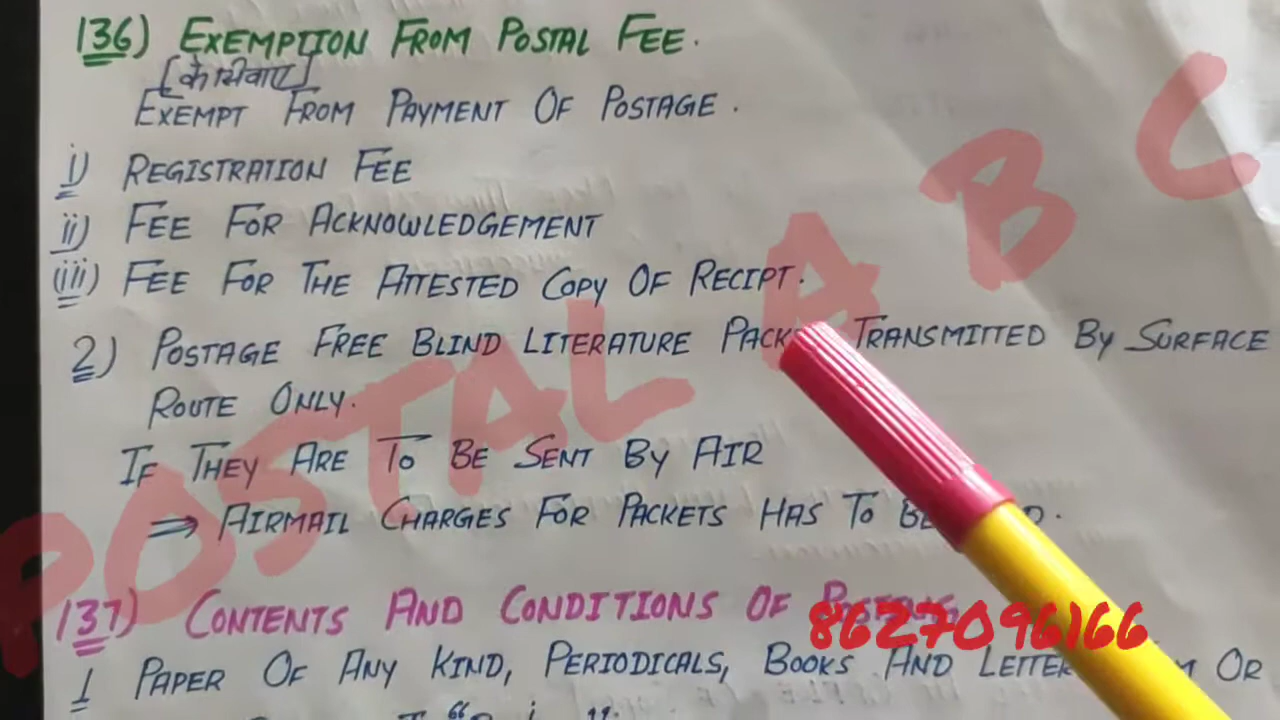 136) EXEMPTION FROM POSTAL FEE.
[के सिवाए]
EXEMPT FROM PAYMENT OF POSTAGE.
i) REGISTRATION FEE
ii) FEE FOR ACKNOWLEDGEMENT
(iii) FEE FOR THE ATTESTED COPY OF RECIPT.
2) POSTAGE FREE BLIND LITERATURE TRANSMITTED BY SURFACE
ROUTE ONLY.
IF THEY ARE TO BE SENT BY AIR
⇒ AIRMAIL CHARGES FOR PACKETS HAS TO BE
137) CONTENTS AND CONDITIONS OF
8627096166
1 PAPER OF ANY KIND, PERIODICALS, BOOKS AND OR
POSTAL A B C